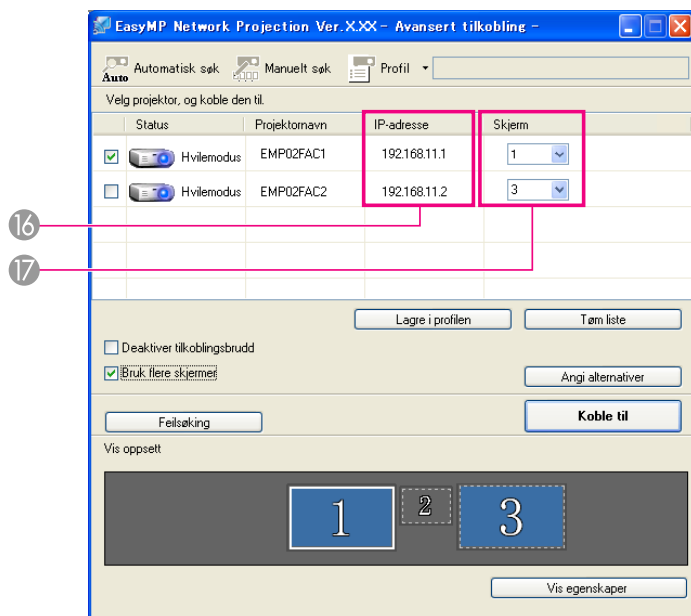 EasyMP Network Projection Ver.X.XX - Avansert tilkobling -
Auto Automatisk søk Manuelt søk Profil
Velg projektor, og koble den til.
Status Projektornavn IP-adresse Skjerm
Hvilemodus EMP02FAC1 192.168.11.1 1
Hvilemodus EMP02FAC2 192.168.11.2 3
16
17
Lagre i profilen Tøm liste
Deaktiver tilkoblingsbrudd
Bruk flere skjermer
Angi alternativer
Feilsøking Koble til
Vis oppsett
1 2 3
Vis egenskaper